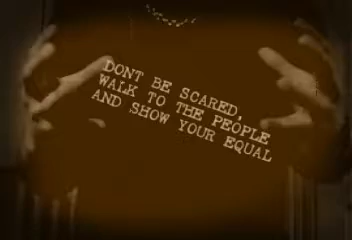 DONT BE SCARED,
WALK TO THE PEOPLE
AND SHOW YOUR EQUAL